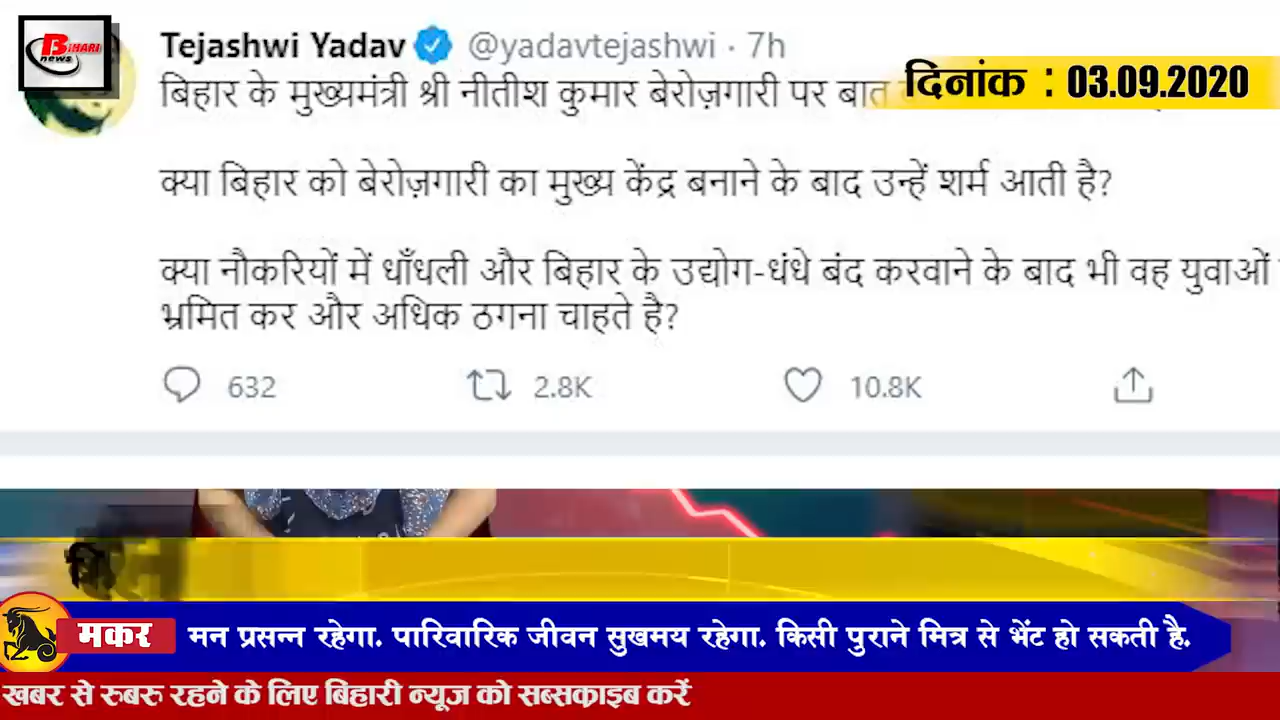 BIHARI
news
Tejashwi Yadav @yadavtejashwi · 7h
दिनांक : 03.09.2020
बिहार के मुख्यमंत्री श्री नीतीश कुमार बेरोज़गारी पर बात
क्या बिहार को बेरोज़गारी का मुख्य केंद्र बनाने के बाद उन्हें शर्म आती है?
क्या नौकरियों में धाँधली और बिहार के उद्योग-धंधे बंद करवाने के बाद भी वह युवाओं
भ्रमित कर और अधिक ठगना चाहते है?
632 2.8K 10.8K
मकर
मन प्रसन्न रहेगा. पारिवारिक जीवन सुखमय रहेगा. किसी पुराने मित्र से भेंट हो सकती है.
खबर से रुबरु रहने के लिए बिहारी न्यूज को सब्सक्राइब करें